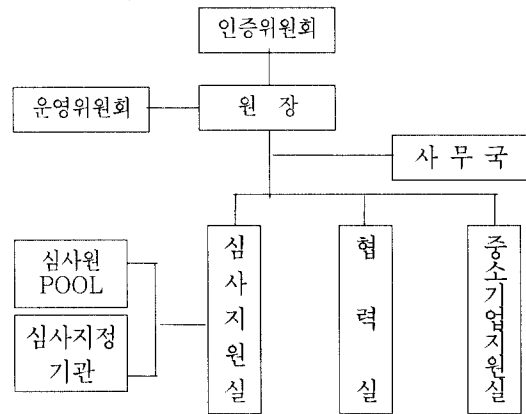 인증위원회
운영위원회
원 장
사 무 국
심사원
POOL
심사지정
기관
심사지원실
협력실
중소기업지원실